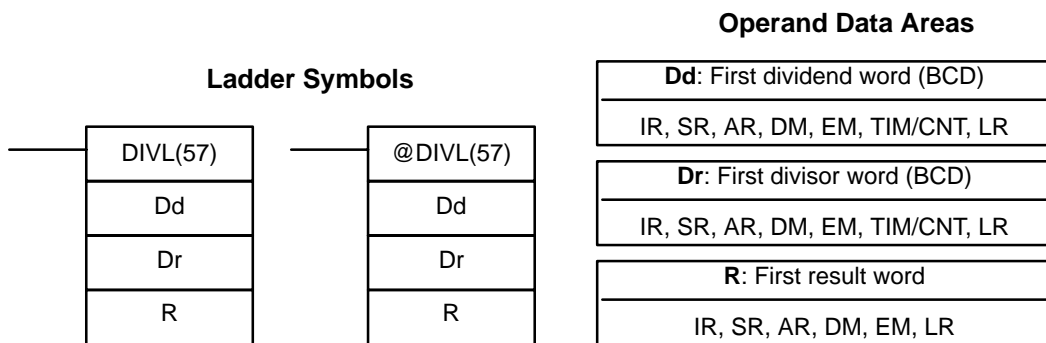 Ladder Symbols
DIVL(57)
Dd
Dr
R
@DIVL(57)
Dd
Dr
R
Operand Data Areas
Dd: First dividend word (BCD)
IR, SR, AR, DM, EM, TIM/CNT, LR
Dr: First divisor word (BCD)
IR, SR, AR, DM, EM, TIM/CNT, LR
R: First result word
IR, SR, AR, DM, EM, LR